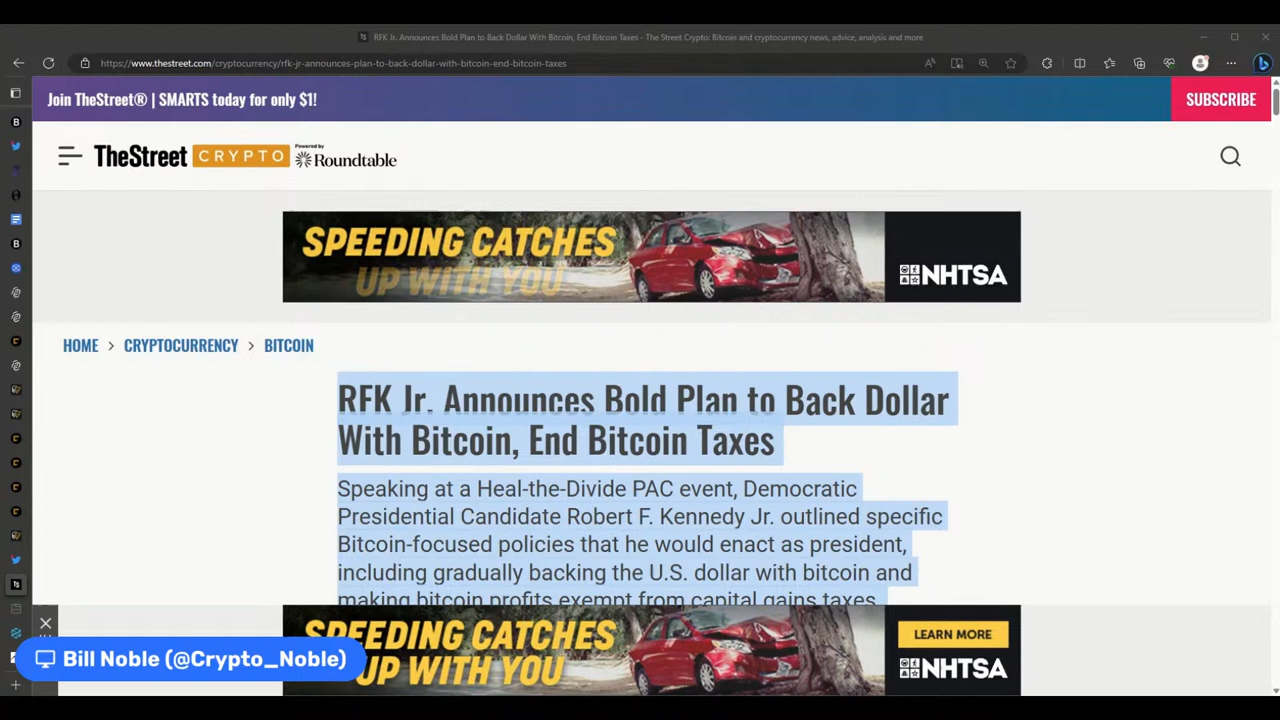 RFK Jr. Announces Bold Plan to Back Dollar With Bitcoin, End Bitcoin Taxes - The Street Crypto: Bitcoin and cryptocurrency news, advice, analysis and more
https://www.thestreet.com/cryptocurrency/rfk-jr-announces-plan-to-back-dollar-with-bitcoin-end-bitcoin-taxes
Join TheStreet® | SMARTS today for only $1!
SUBSCRIBE
TheStreet CRYPTO Powered by Roundtable
SPEEDING CATCHES
UP WITH YOU
NHTSA
HOME > CRYPTOCURRENCY > BITCOIN
RFK Jr. Announces Bold Plan to Back Dollar
With Bitcoin, End Bitcoin Taxes
Speaking at a Heal-the-Divide PAC event, Democratic
Presidential Candidate Robert F. Kennedy Jr. outlined specific
Bitcoin-focused policies that he would enact as president,
including gradually backing the U.S. dollar with bitcoin and
making bitcoin profits exempt from capital gains taxes.
SPEEDING CATCHES
UP WITH YOU
LEARN MORE
NHTSA
Bill Noble (@Crypto_Noble)